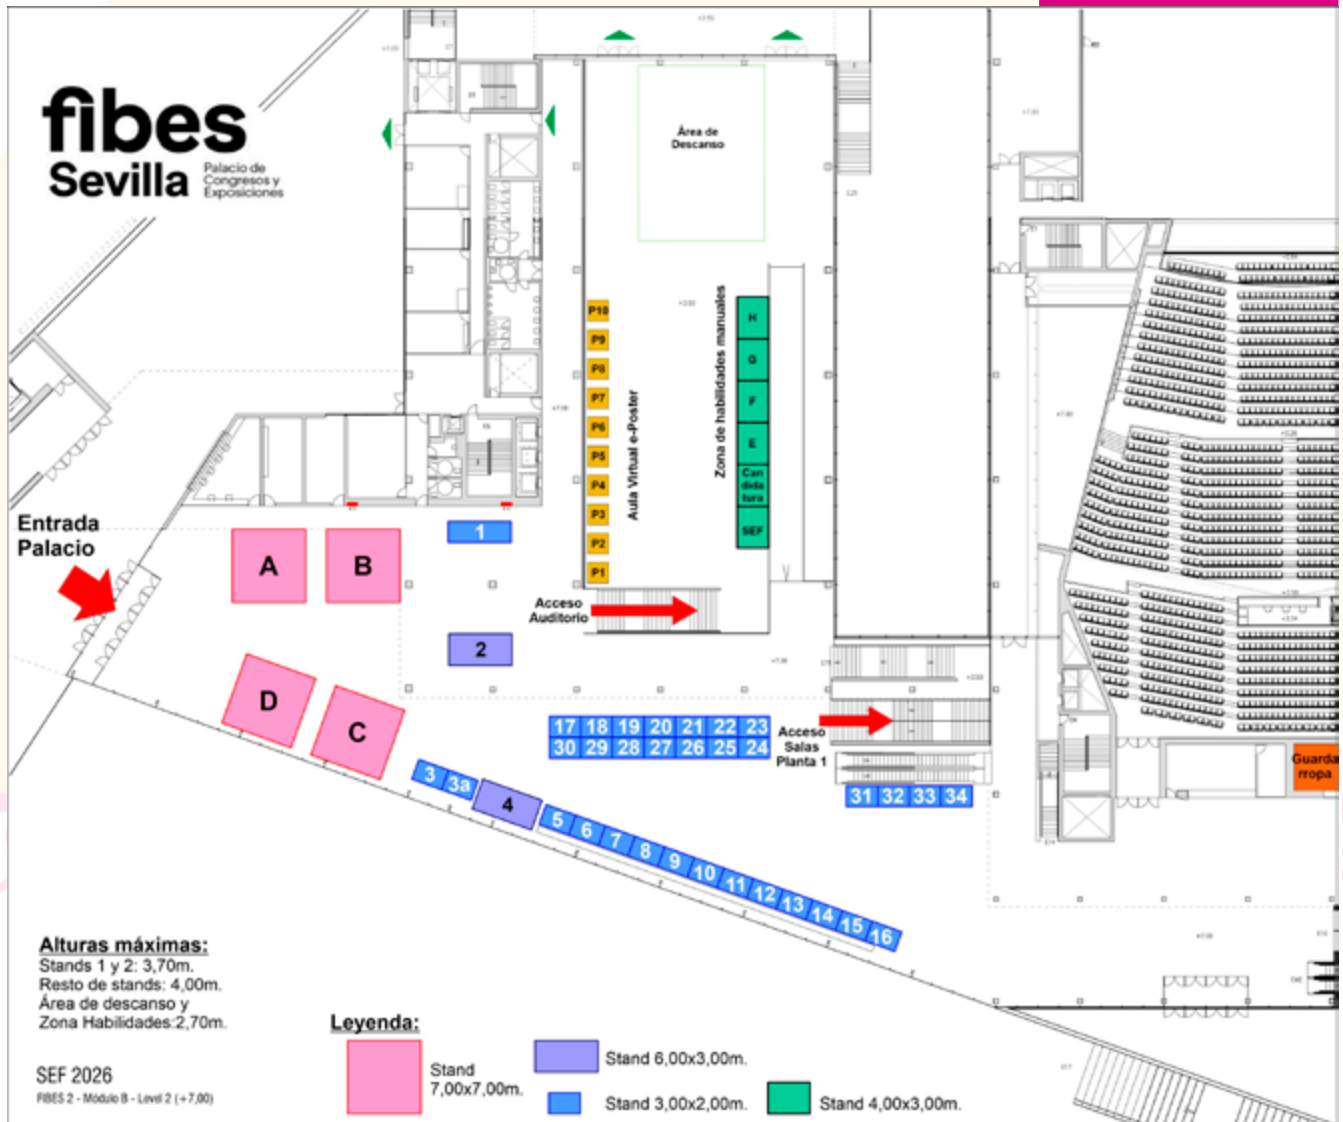 fibes
Sevilla
Palacio de
Congresos y
Exposiciones
Área de
Descanso
P10
P9
P8
P7
P6
P5
P4
P3
P2
P1
Aula Virtual e-Poster
Zona de habilidades manuales
H
G
F
E
Can
dida
tura
SEF
Entrada
Palacio
A
B
1
2
D
C
Acceso
Auditorio
17 18 19 20 21 22 23
30 29 28 27 26 25 24
Acceso
Salas
Planta 1
31 32 33 34
Guarda
rropa
3
3a
4
5
6
7
8
9
10
11
12
13
14
15
16
Alturas máximas:
Stands 1 y 2: 3,70m.
Resto de stands: 4,00m.
Área de descanso y
Zona Habilidades:2,70m.
SEF 2026
FIBES 2 - Módulo B - Level 2 (+7,00)
Leyenda:
Stand
7,00x7,00m.
Stand 6,00x3,00m.
Stand 3,00x2,00m.
Stand 4,00x3,00m.